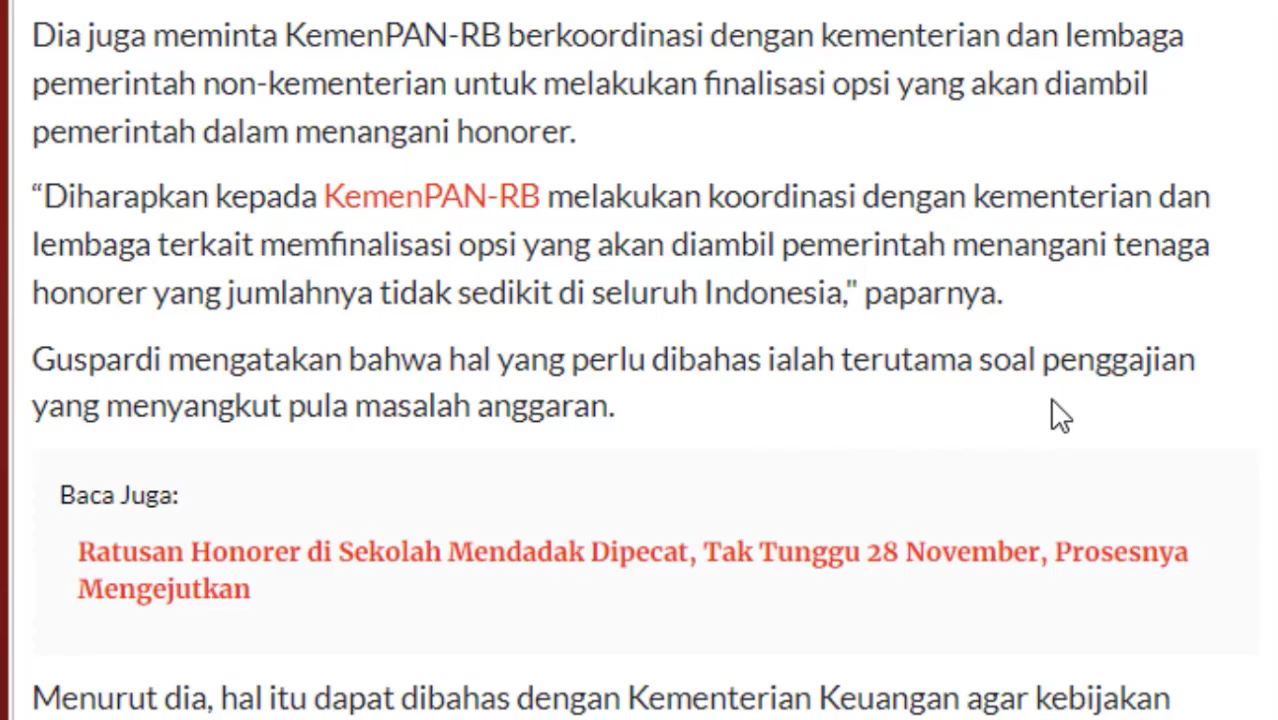 Dia juga meminta KemenPAN-RB berkoordinasi dengan kementerian dan lembaga
pemerintah non-kementerian untuk melakukan finalisasi opsi yang akan diambil
pemerintah dalam menangani honorer.
“Diharapkan kepada KemenPAN-RB melakukan koordinasi dengan kementerian dan
lembaga terkait memfinalisasi opsi yang akan diambil pemerintah menangani tenaga
honorer yang jumlahnya tidak sedikit di seluruh Indonesia," paparnya.
Guspardi mengatakan bahwa hal yang perlu dibahas ialah terutama soal penggajian
yang menyangkut pula masalah anggaran.
Baca Juga:
Ratusan Honorer di Sekolah Mendadak Dipecat, Tak Tunggu 28 November, Prosesnya
Mengejutkan
Menurut dia, hal itu dapat dibahas dengan Kementerian Keuangan agar kebijakan